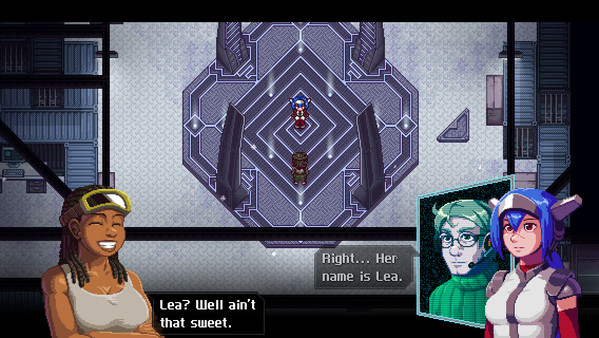 Right... Her
name is Lea.
Lea? Well ain't
that sweet.